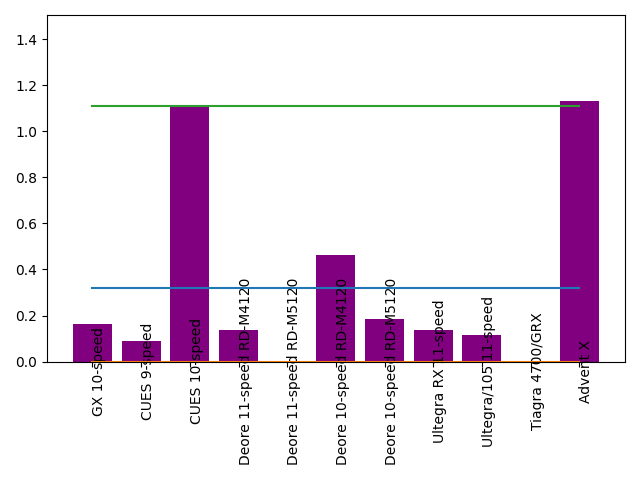 1.4
1.2
1.0
0.8
0.6
0.4
0.2
0.0
GX 10-speed
CUES 9-speed
CUES 10-speed
Deore 11-speed RD-M4120
Deore 11-speed RD-M5120
Deore 10-speed RD-M4120
Deore 10-speed RD-M5120
Ultegra RX 11-speed
Ultegra/105 11-speed
Tiagra 4700/GRX
Advent X